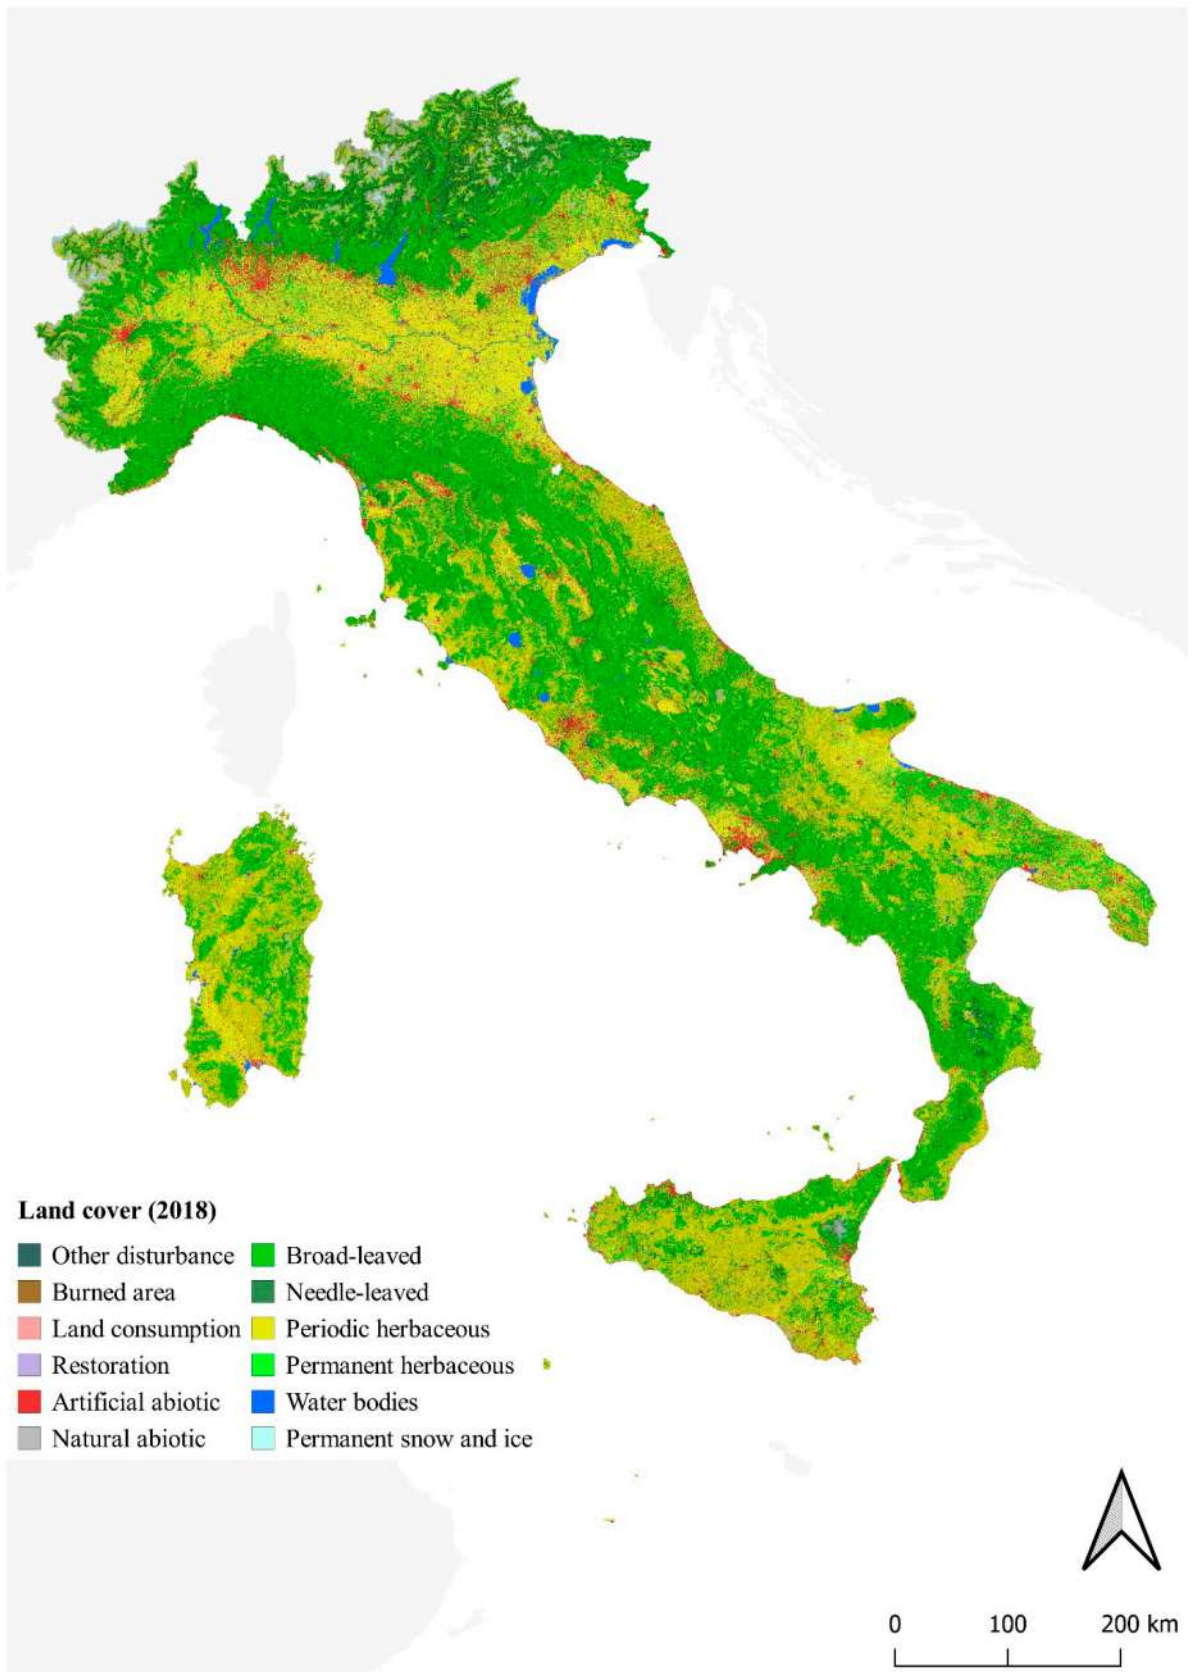 Land cover (2018)
Other disturbance
Burned area
Land consumption
Restoration
Artificial abiotic
Natural abiotic
Broad-leaved
Needle-leaved
Periodic herbaceous
Permanent herbaceous
Water bodies
Permanent snow and ice
0 100 200 km